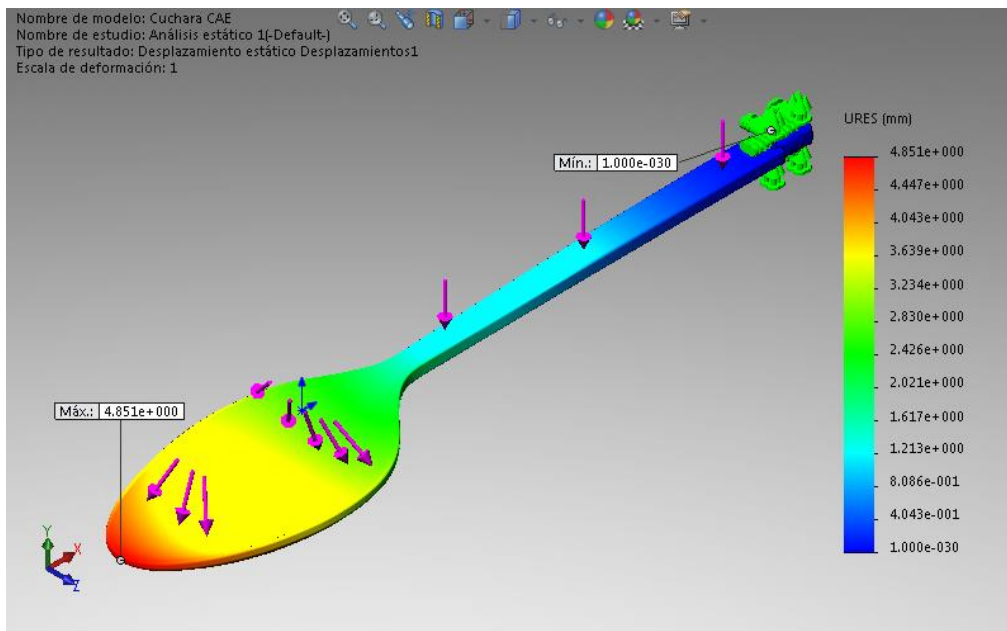 Nombre de modelo: Cuchara CAE
Nombre de estudio: Análisis estático 1(-Default-)
Tipo de resultado: Desplazamiento estático Desplazamientos1
Escala de deformación: 1
URES (mm)
4.851e+000
4.447e+000
4.043e+000
3.639e+000
3.234e+000
2.830e+000
2.426e+000
2.021e+000
1.617e+000
1.213e+000
8.086e-001
4.043e-001
1.000e-030
Mín.: 1.000e-030
Máx.: 4.851e+000
Y
X
Z